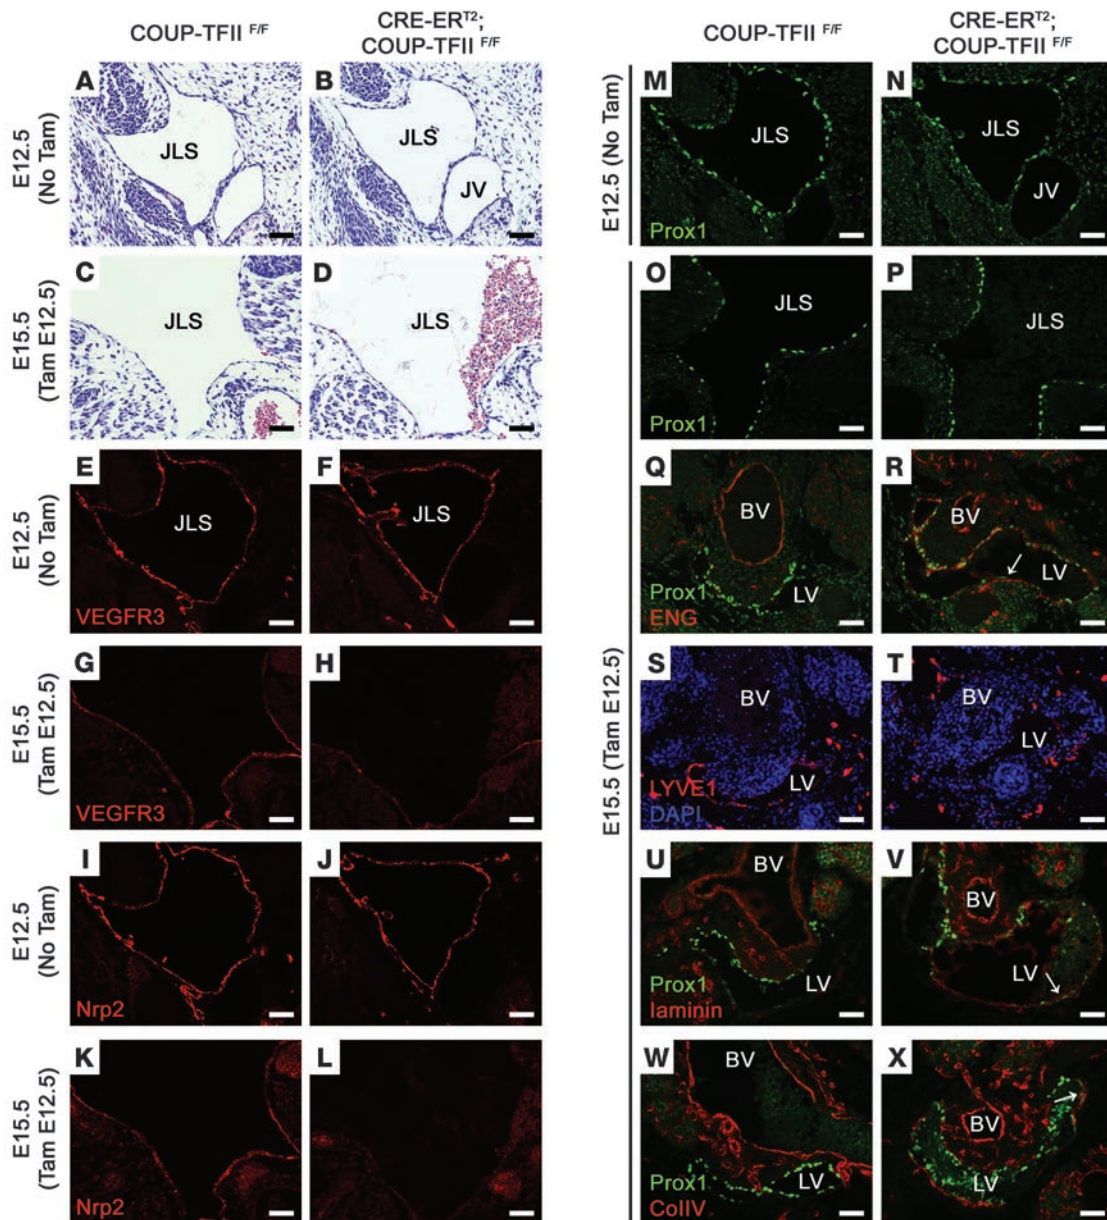 COUP-TFII F/F
CRE-ERT2;
COUP-TFII F/F
COUP-TFII F/F
CRE-ERT2;
COUP-TFII F/F
E12.5
(No Tam)
A
JLS
B
JLS
JV
E15.5
(Tam E12.5)
C
JLS
D
JLS
E12.5
(No Tam)
E
JLS
VEGFR3
F
JLS
E15.5
(Tam E12.5)
G
VEGFR3
H
E12.5
(No Tam)
I
Nrp2
J
E15.5
(Tam E12.5)
K
Nrp2
L
E12.5 (No Tam)
M
JLS
Prox1
N
JLS
JV
E15.5 (Tam E12.5)
O
JLS
Prox1
P
JLS
Q
BV
LV
Prox1
ENG
R
BV
LV
S
BV
LV
LYVE1
DAPI
T
BV
LV
U
BV
LV
Prox1
laminin
V
BV
LV
W
BV
LV
Prox1
ColIV
X
BV
LV